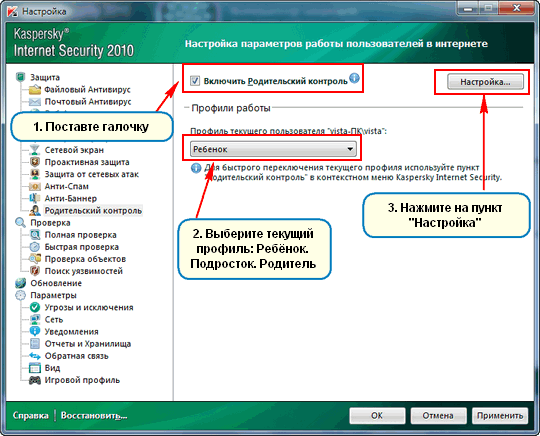 Настройка
Kaspersky®
Internet Security 2010
Настройка параметров работы пользователей в интернете
Защита
Файловый Антивирус
Почтовый Антивирус
1. Поставте галочку
Сетевой экран
Проактивная защита
Защита от сетевых атак
Анти-Спам
Анти-Баннер
Родительский контроль
Проверка
Полная проверка
Быстрая проверка
Проверка объектов
Поиск уязвимостей
Обновление
Параметры
Угрозы и исключения
Сеть
Уведомления
Отчеты и Хранилища
Обратная связь
Вид
Игровой профиль
Включить Родительский контроль
Настройка...
Профили работы
Профиль текущего пользователя "vista-ПК\vista":
Ребенок
Для быстрого переключения текущего профиля используйте пункт
"Родительский контроль" в контекстном меню Kaspersky Internet Security.
2. Выберите текущий
профиль: Ребёнок.
Подросток. Родитель
3. Нажмите на пункт
"Настройка"
Справка
Восстановить...
ОК
Отмена
Применить